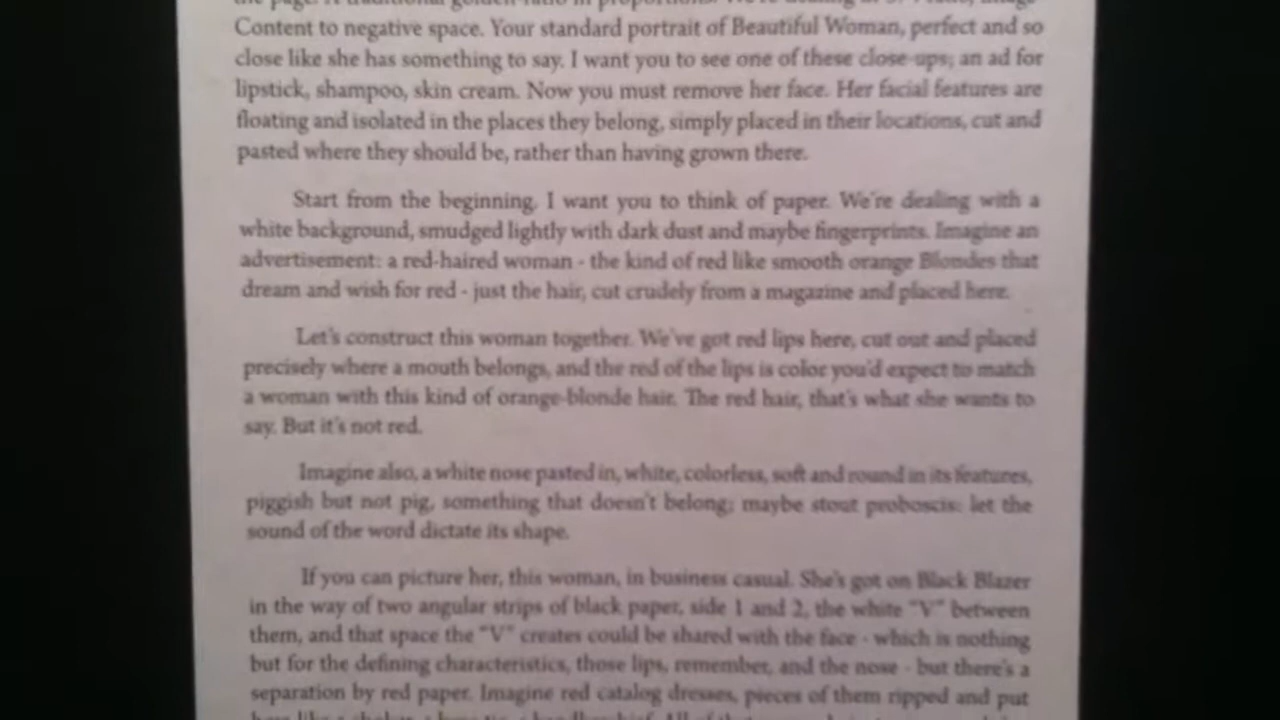 Content to negative space. Your standard portrait of Beautiful Woman, perfect and so
close like she has something to say. I want you to see one of these close-ups; an ad for
lipstick, shampoo, skin cream. Now you must remove her face. Her facial features are
floating and isolated in the places they belong, simply placed in their locations, cut and
pasted where they should be, rather than having grown there.
Start from the beginning. I want you to think of paper. We're dealing with a
white background, smudged lightly with dark dust and maybe fingerprints. Imagine an
advertisement: a red-haired woman - the kind of red like smooth orange Blondes that
dream and wish for red - just the hair, cut crudely from a magazine and placed here.
Let's construct this woman together. We've got red lips here, cut out and placed
precisely where a mouth belongs, and the red of the lips is color you'd expect to match
a woman with this kind of orange-blonde hair. The red hair, that's what she wants to
say. But it's not red.
Imagine also, a white nose pasted in, white, colorless, soft and round in its features,
piggish but not pig, something that doesn't belong; maybe stout proboscis: let the
sound of the word dictate its shape.
If you can picture her, this woman, in business casual. She's got on Black Blazer
in the way of two angular strips of black paper, side 1 and 2, the white "V" between
them, and that space the "V" creates could be shared with the face - which is nothing
but for the defining characteristics, those lips, remember, and the nose - but there's a
separation by red paper. Imagine red catalog dresses, pieces of them ripped and put